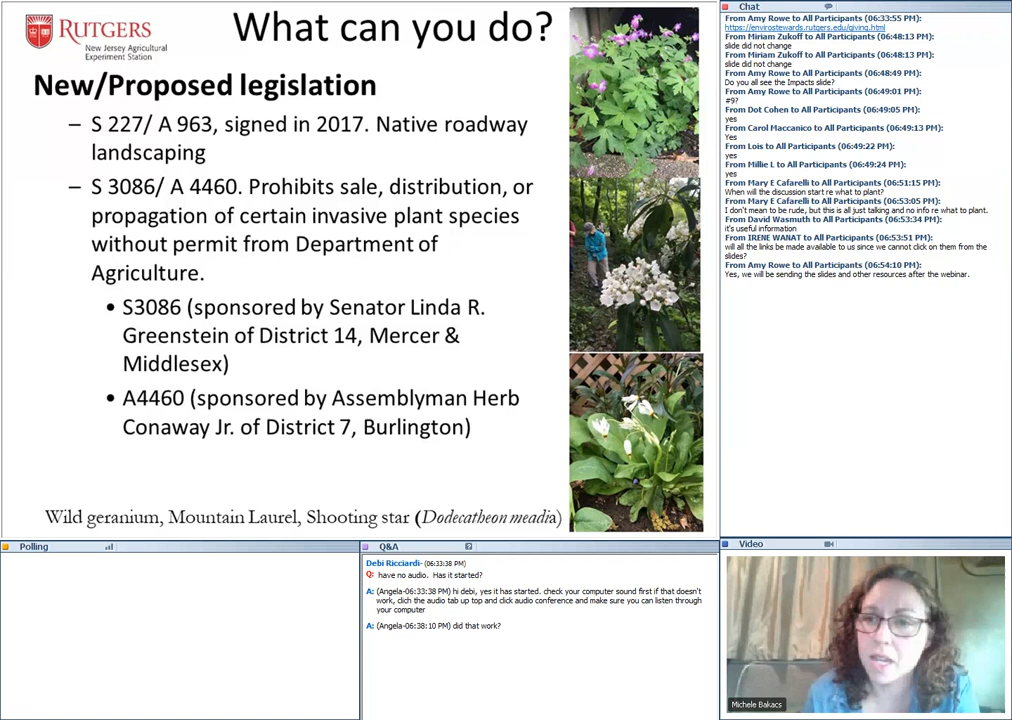 RUTGERS
New Jersey Agricultural
Experiment Station
What can you do?
New/Proposed legislation
– S 227/ A 963, signed in 2017. Native roadway
landscaping
– S 3086/ A 4460. Prohibits sale, distribution, or
propagation of certain invasive plant species
without permit from Department of
Agriculture.
• S3086 (sponsored by Senator Linda R.
Greenstein of District 14, Mercer &
Middlesex)
• A4460 (sponsored by Assemblyman Herb
Conaway Jr. of District 7, Burlington)
Wild geranium, Mountain Laurel, Shooting star (Dodecatheon meadia)
Chat
From Amy Rowe to All Participants (06:33:55 PM):
https://envirostewards.rutgers.edu/giving.html
From Miriam Zukoff to All Participants (06:48:13 PM):
slide did not change
From Miriam Zukoff to All Participants (06:48:13 PM):
slide did not change
From Amy Rowe to All Participants (06:48:49 PM):
Do you all see the Impacts slide?
From Amy Rowe to All Participants (06:49:01 PM):
#9?
From Dot Cohen to All Participants (06:49:05 PM):
yes
From Carol Maccanico to All Participants (06:49:13 PM):
Yes
From Lois to All Participants (06:49:22 PM):
yes
From Millie L to All Participants (06:49:24 PM):
yes
From Mary E Cafarelli to All Participants (06:51:15 PM):
When will the discussion start re what to plant?
From Mary E Cafarelli to All Participants (06:53:05 PM):
I don't mean to be rude, but this is all just talking and no info re what to plant.
From David Wasmuth to All Participants (06:53:34 PM):
it's useful information
From IRENE WANAT to All Participants (06:53:51 PM):
will all the links be made available to us since we cannot click on them from the
slides?
From Amy Rowe to All Participants (06:54:10 PM):
Yes, we will be sending the slides and other resources after the webinar.
Polling
Q&A
Debi Ricciardi- (06:33:38 PM)
Q: have no audio. Has it started?
A: (Angela-06:33:38 PM) hi debi, yes it has started. check your computer sound first if that doesn't
work, clich the audio tab up top and click audio conference and make sure you can listen through
your computer
A: (Angela-06:38:10 PM) did that work?
Video
Michele Bakacs